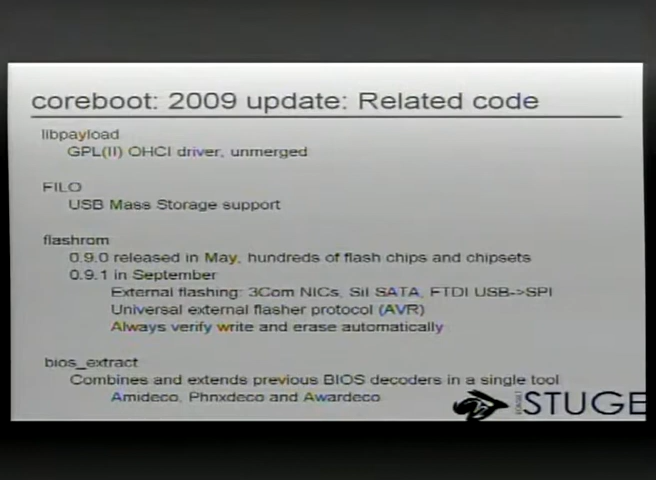 coreboot: 2009 update: Related code
libpayload
GPL(II) OHCI driver, unmerged
FILO
USB Mass Storage support
flashrom
0.9.0 released in May, hundreds of flash chips and chipsets
0.9.1 in September
External flashing: 3Com NICs, SiI SATA, FTDI USB->SPI
Universal external flasher protocol (AVR)
Always verify write and erase automatically
bios_extract
Combines and extends previous BIOS decoders in a single tool
Amideco, Phnxdeco and Awardeco
STUGE